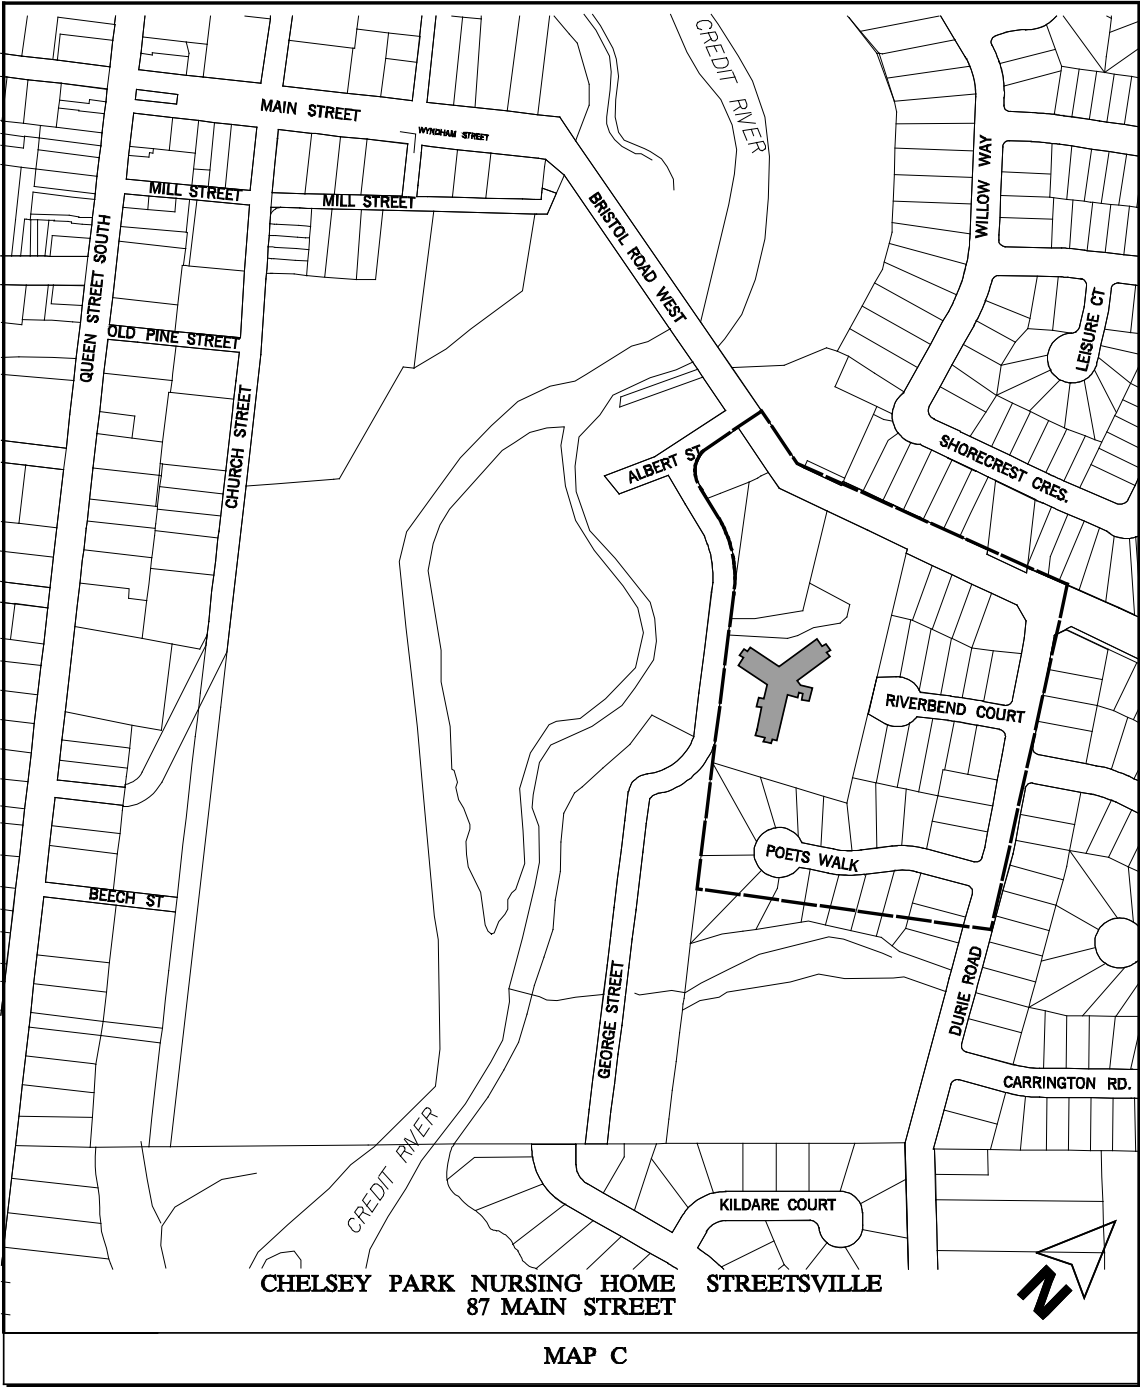 CREDIT RIVER
MAIN STREET
WYNDHAM STREET
WILLOW WAY
MILL STREET
MILL STREET
BRISTOL ROAD WEST
QUEEN STREET SOUTH
LEISURE CT
OLD PINE STREET
CHURCH STREET
ALBERT ST
SHORECREST CRES.
RIVERBEND COURT
POETS WALK
BEECH ST
GEORGE STREET
DURIE ROAD
CARRINGTON RD.
CREDIT RIVER
KILDARE COURT
N
CHELSEY PARK NURSING HOME STREETSVILLE
87 MAIN STREET
MAP C